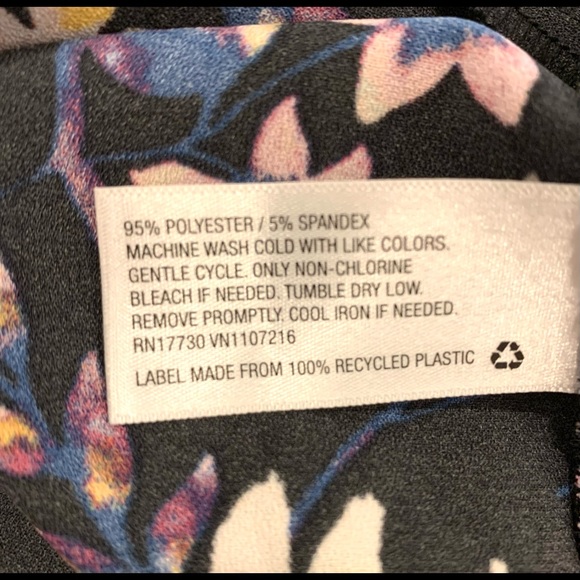 95% POLYESTER / 5% SPANDEX
MACHINE WASH COLD WITH LIKE COLORS.
GENTLE CYCLE. ONLY NON-CHLORINE
BLEACH IF NEEDED. TUMBLE DRY LOW.
REMOVE PROMPTLY. COOL IRON IF NEEDED.
RN17730 VN1107216
LABEL MADE FROM 100% RECYCLED PLASTIC